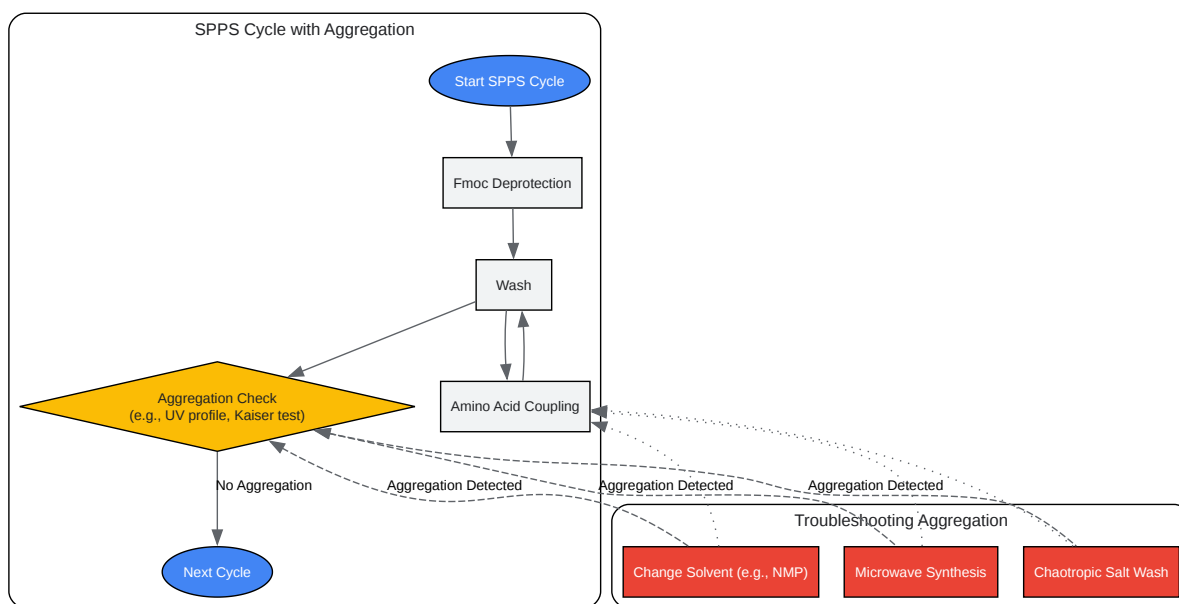 SPPS Cycle with Aggregation
Start SPPS Cycle
Fmoc Deprotection
Wash
Aggregation Check
(e.g., UV profile, Kaiser test)
Amino Acid Coupling
No Aggregation
Aggregation Detected
Aggregation Detected
Aggregation Detected
Troubleshooting Aggregation
Next Cycle
Change Solvent (e.g., NMP)
Microwave Synthesis
Chaotropic Salt Wash